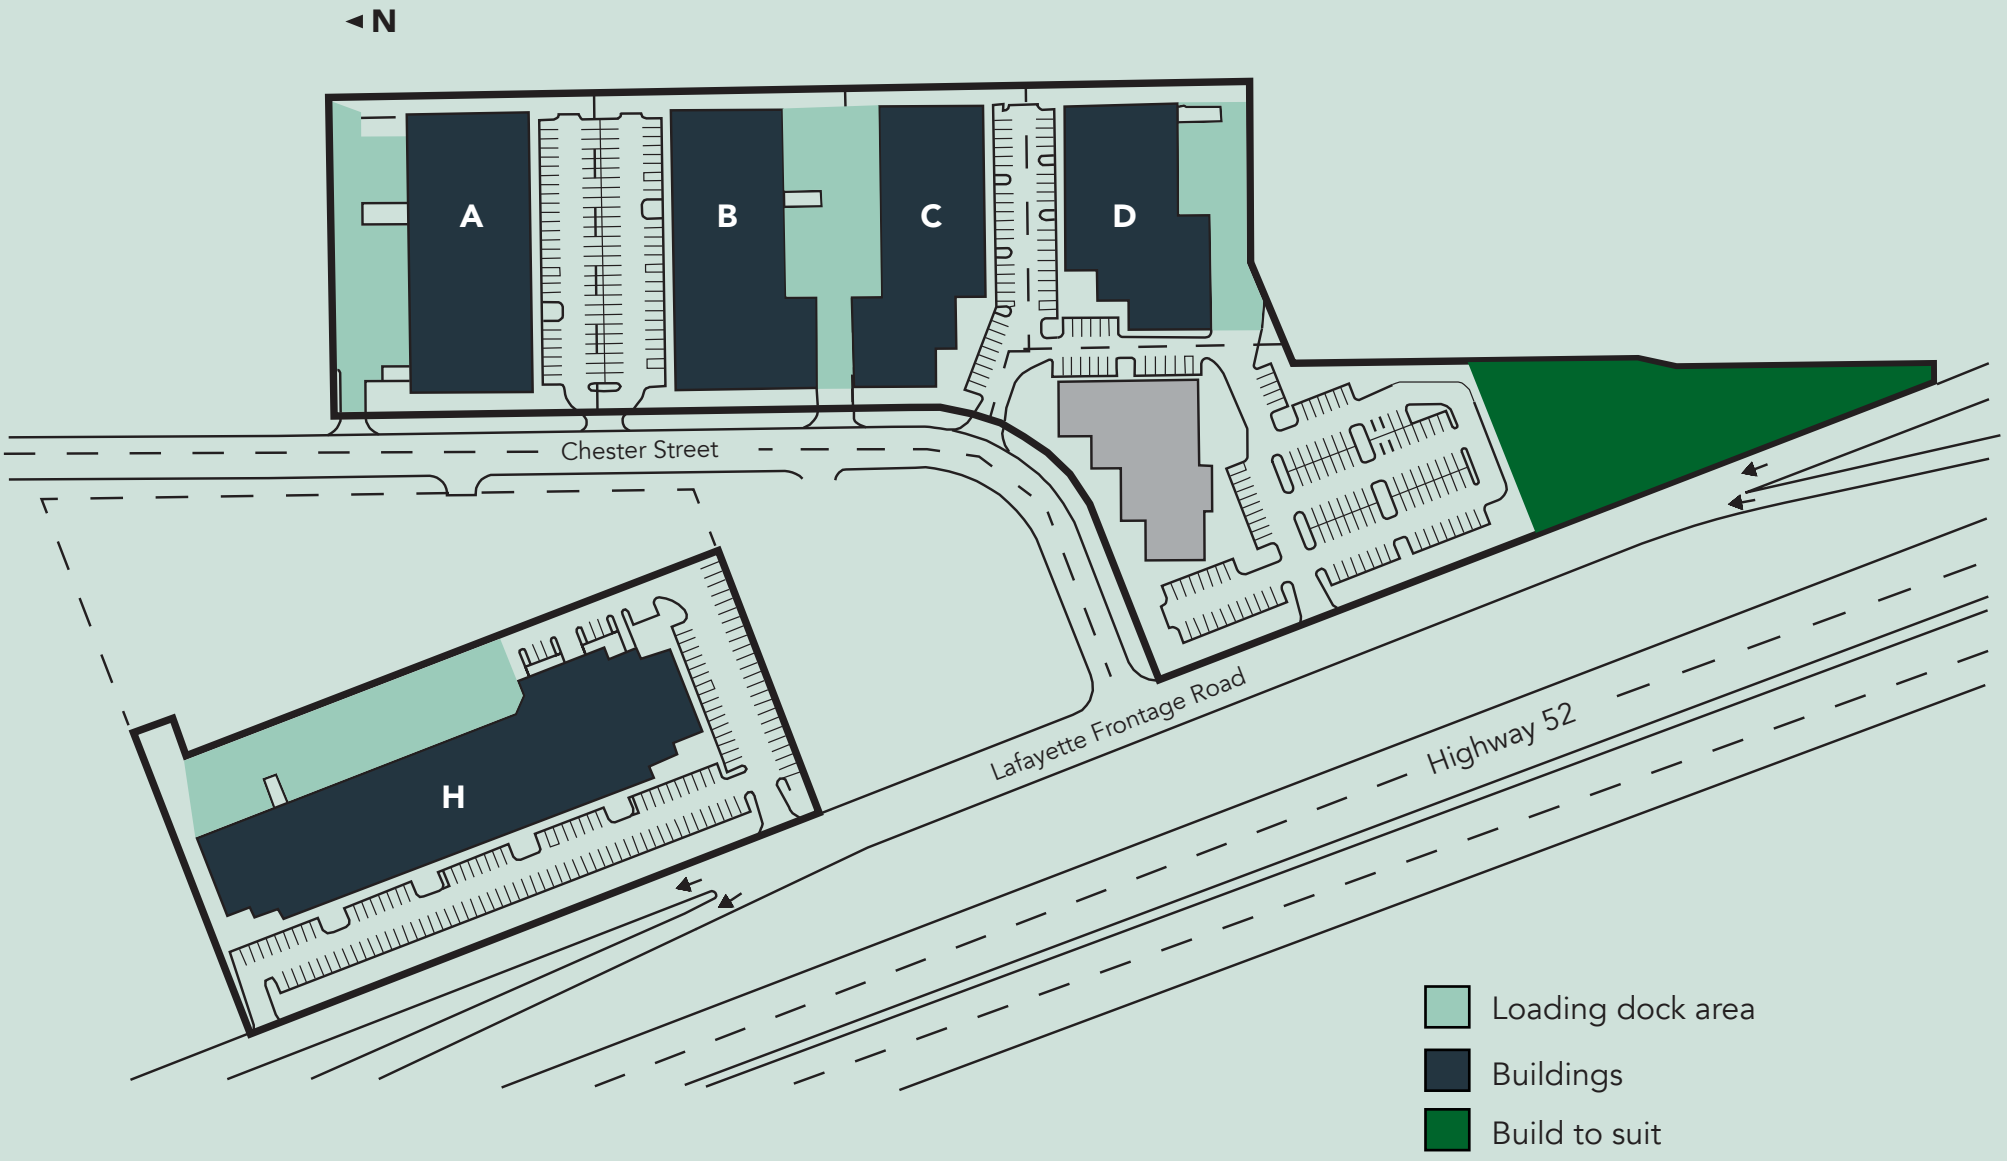 N
A
B
C
D
Chester Street
Lafayette Frontage Road
Highway 52
H
Loading dock area
Buildings
Build to suit